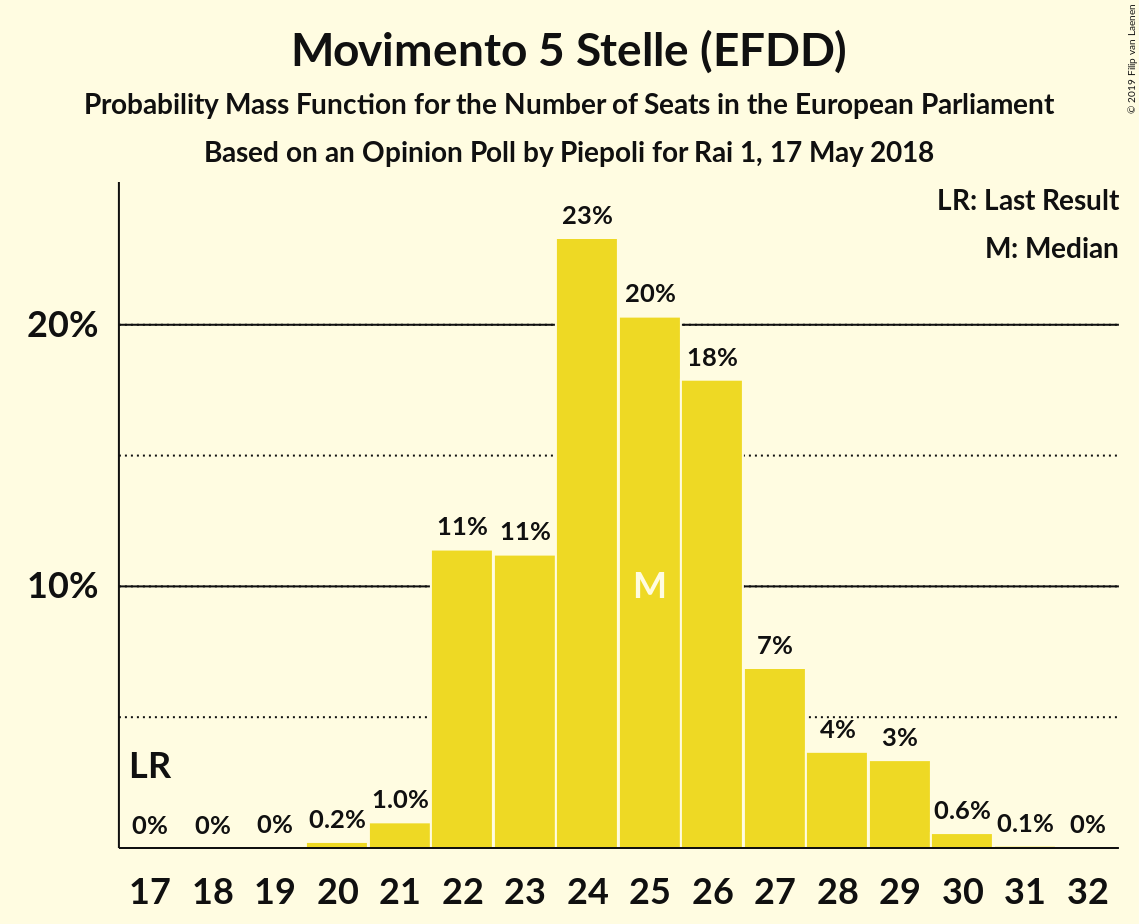 Movimento 5 Stelle (EFDD)
Probability Mass Function for the Number of Seats in the European Parliament
Based on an Opinion Poll by Piepoli for Rai 1, 17 May 2018
© 2019 Filip van Laenen
LR: Last Result
M: Median
20%
10%
LR
M
0% 0% 0% 0.2% 1.0% 11% 11% 23% 20% 18% 7% 4% 3% 0.6% 0.1% 0%
17 18 19 20 21 22 23 24 25 26 27 28 29 30 31 32